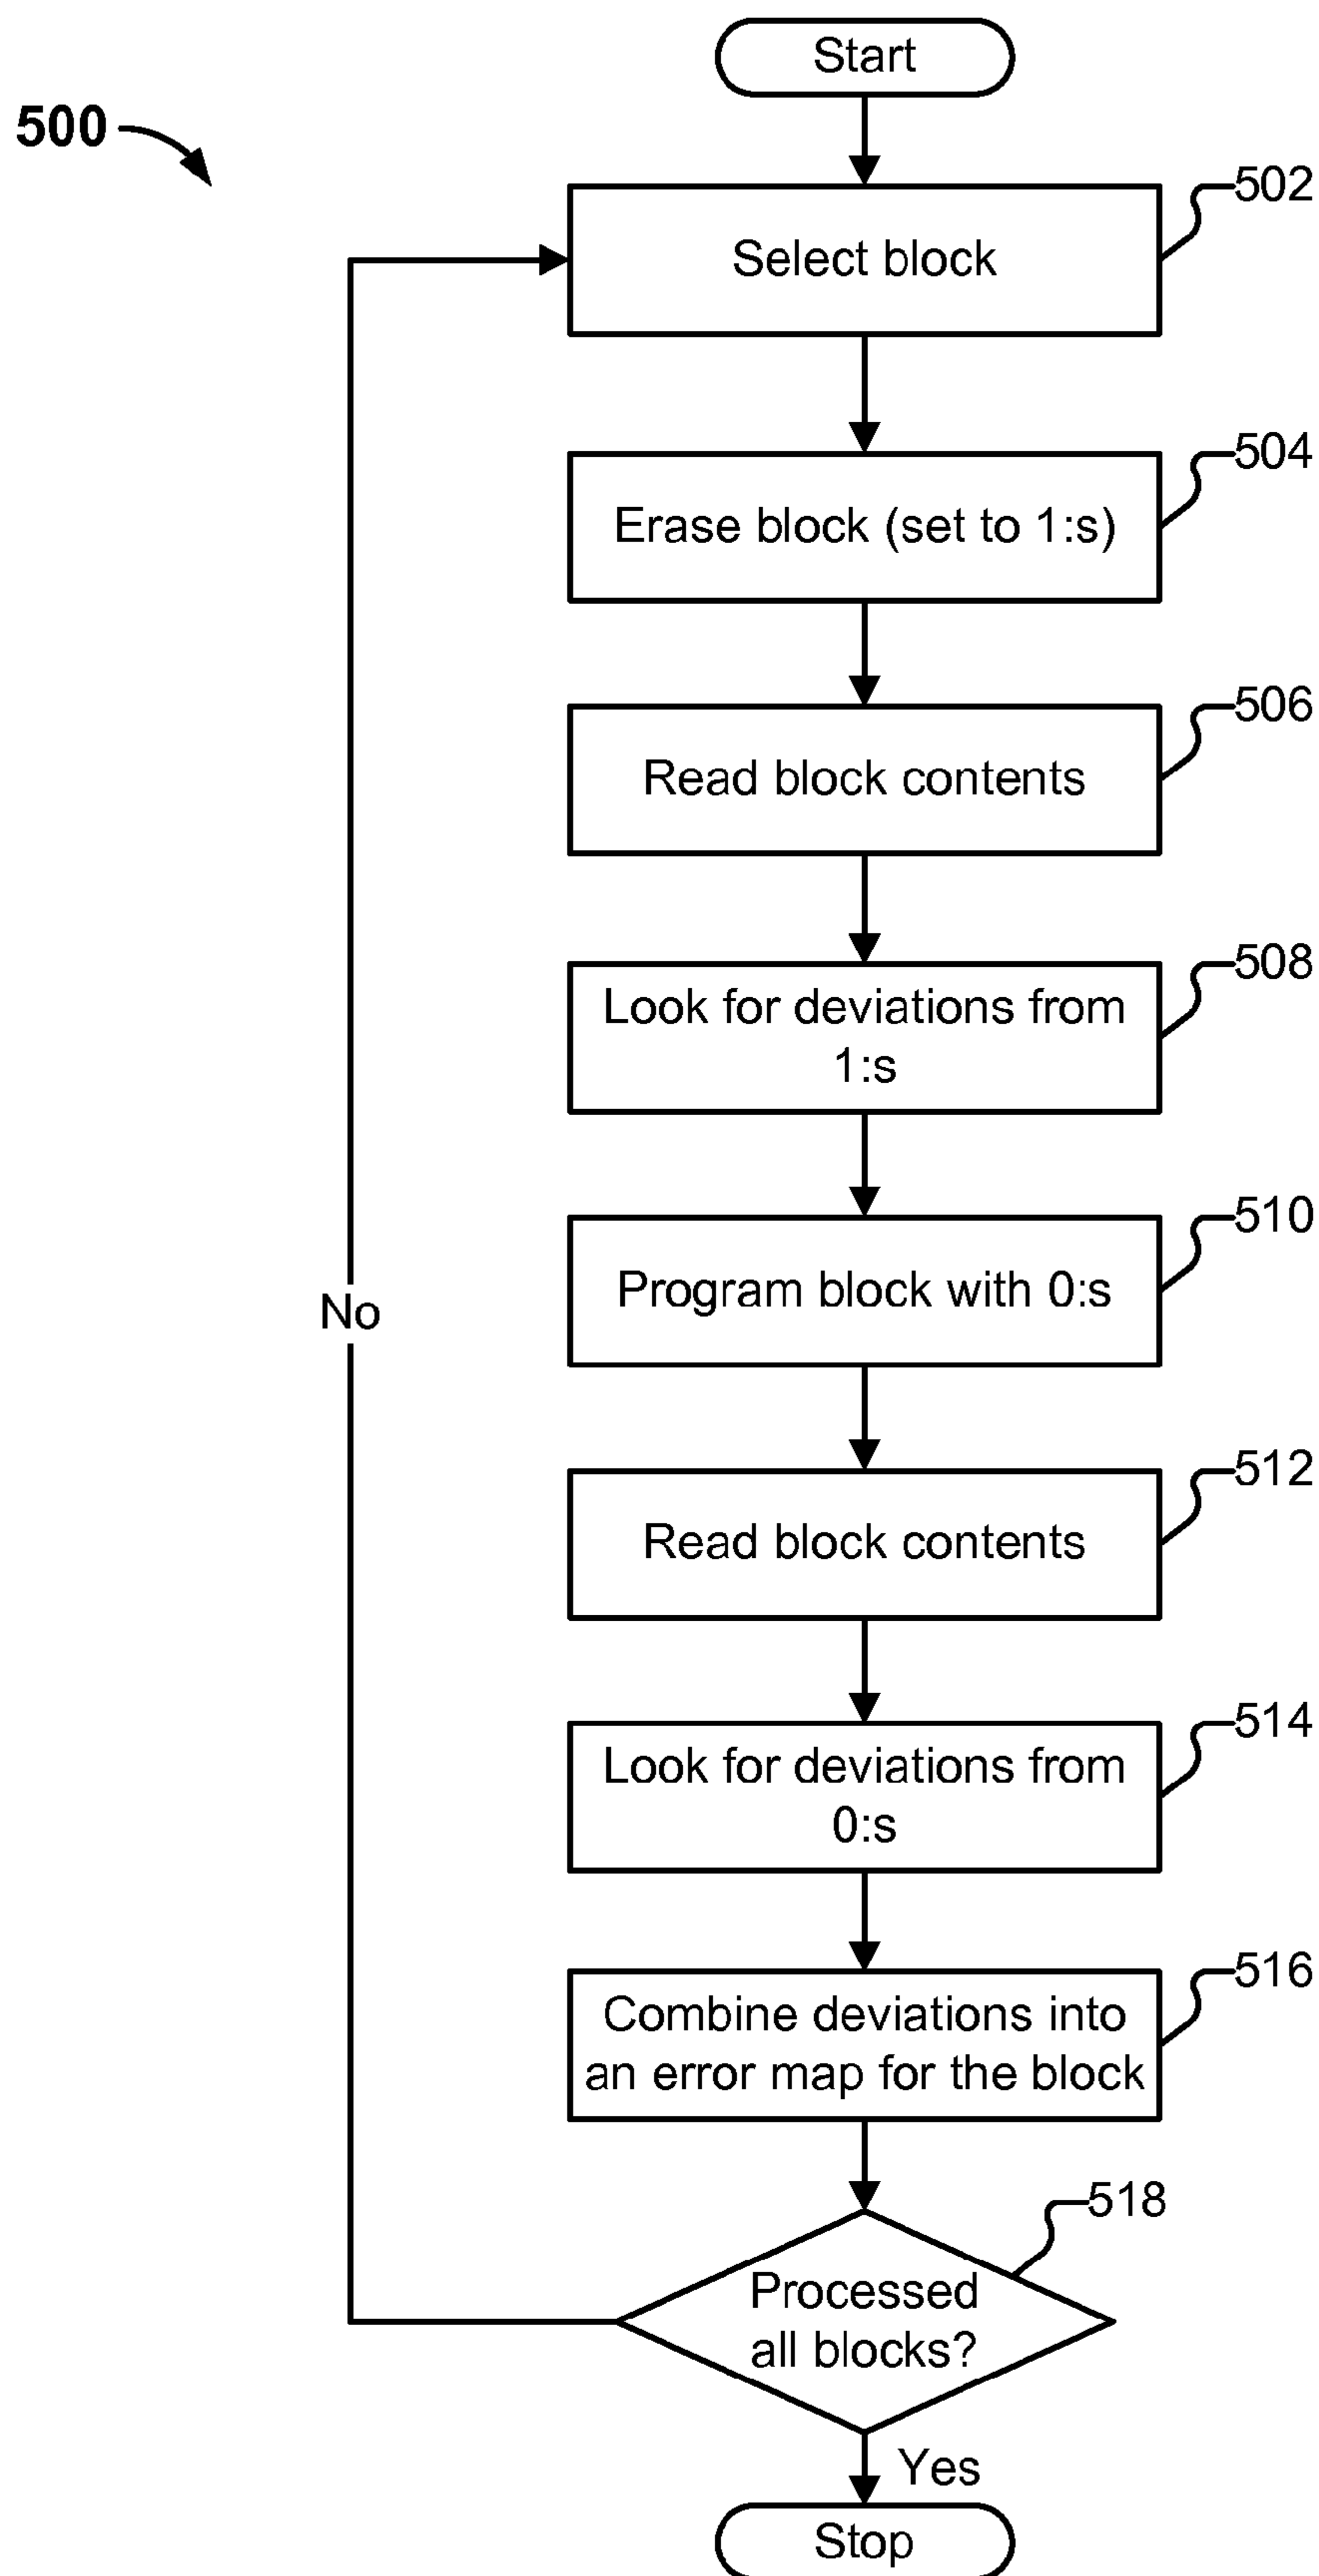 Start
500
502
Select block
504
Erase block (set to 1:s)
506
Read block contents
508
Look for deviations from
1:s
510
Program block with 0:s
No
512
Read block contents
514
Look for deviations from
0:s
516
Combine deviations into
an error map for the block
518
Processed
all blocks?
Yes
Stop